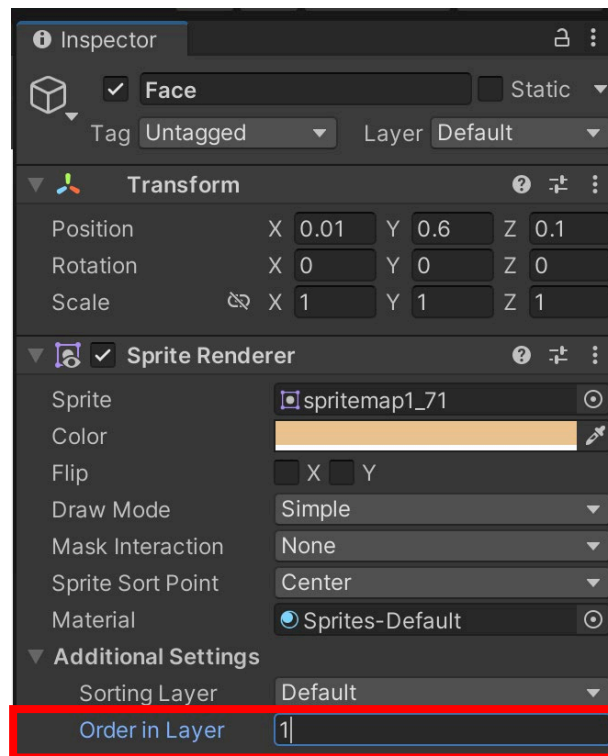 Inspector
Face Static
Tag Untagged Layer Default
Transform
Position X 0.01 Y 0.6 Z 0.1
Rotation X 0 Y 0 Z 0
Scale X 1 Y 1 Z 1
Sprite Renderer
Sprite spritemap1_71
Color
Flip X Y
Draw Mode Simple
Mask Interaction None
Sprite Sort Point Center
Material Sprites-Default
Additional Settings
Sorting Layer Default
Order in Layer 1